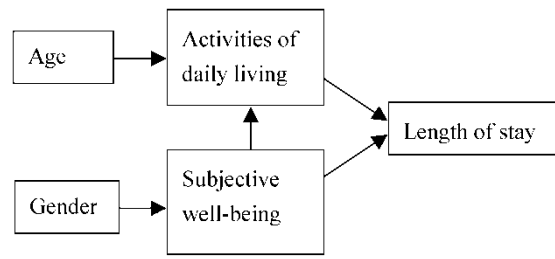 Age
Activities of
daily living
Length of stay
Gender
Subjective
well-being